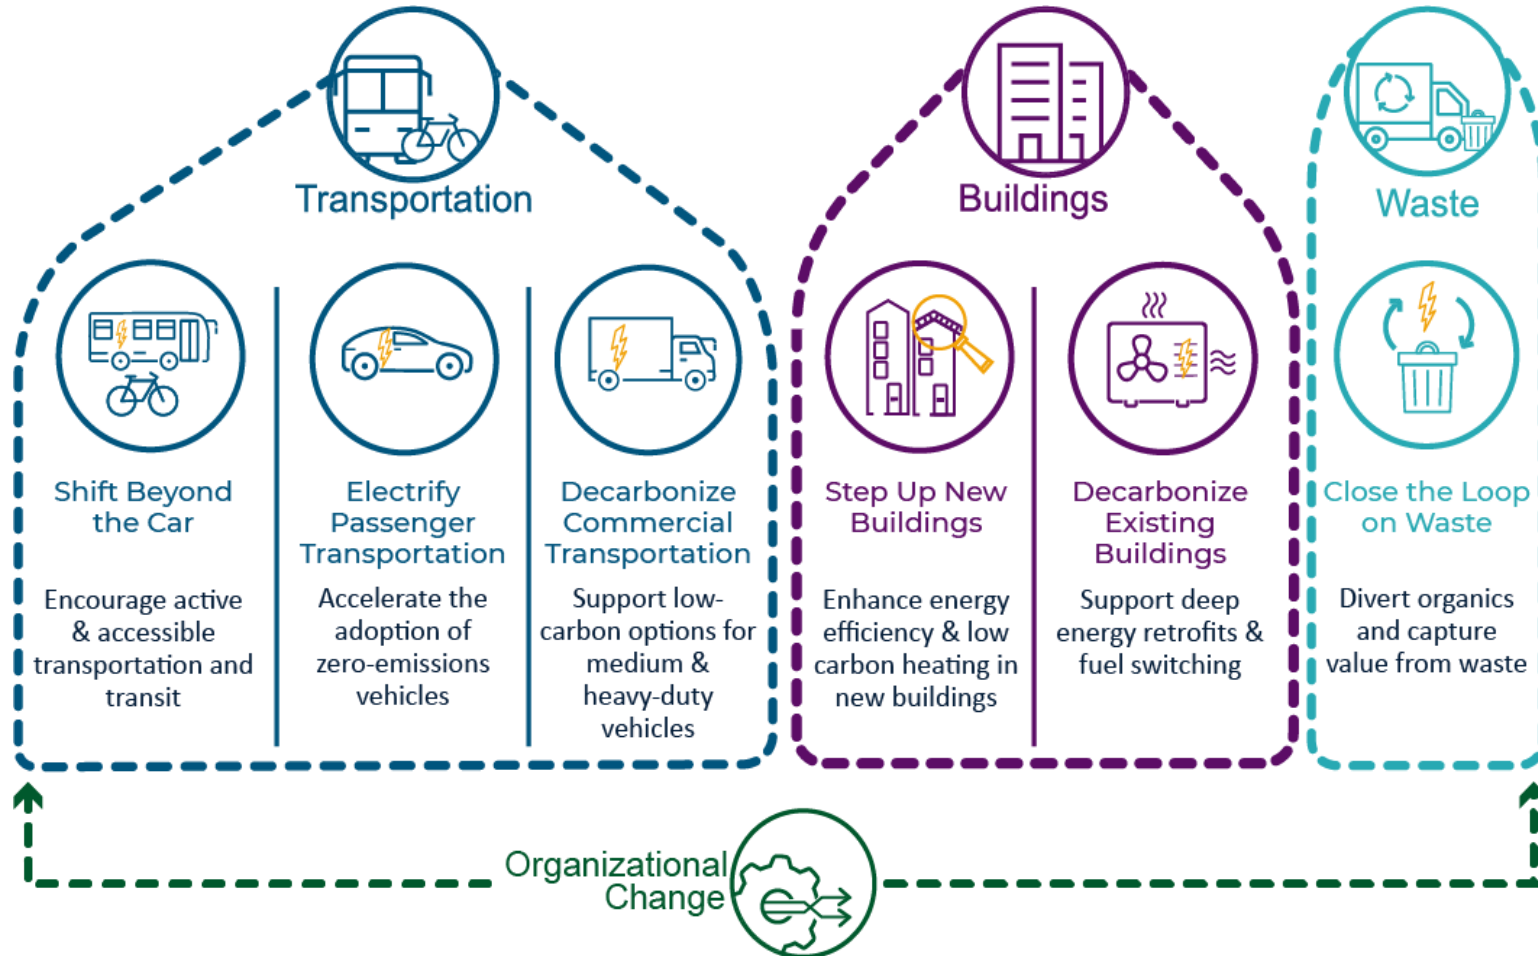 Transportation
Buildings
Waste
Shift Beyond
the Car
Encourage active
& accessible
transportation and
transit
Electrify
Passenger
Transportation
Accelerate the
adoption of
zero-emissions
vehicles
Decarbonize
Commercial
Transportation
Support low-
carbon options for
medium &
heavy-duty
vehicles
Step Up New
Buildings
Enhance energy
efficiency & low
carbon heating in
new buildings
Decarbonize
Existing
Buildings
Support deep
energy retrofits &
fuel switching
Close the Loop
on Waste
Divert organics
and capture
value from waste
Organizational
Change